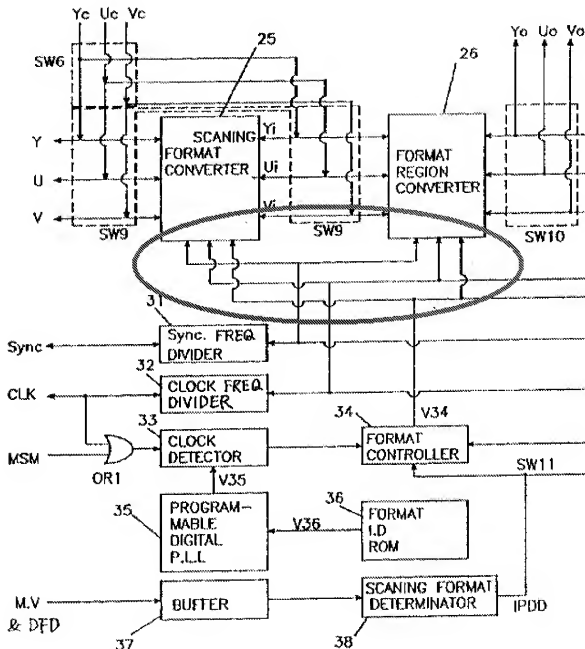 Yc Uc Vc
25
26
Yo Uo Vo
SW6
Y
U
V
SCANING
FORMAT
CONVERTER
Yi
Ui
Vi
FORMAT
REGION
CONVERTER
SW9
SW9
SW10
31
Sync
Sync. FREQ
DIVIDER
32
CLK
CLOCK FREQ
DIVIDER
33
34
V34
MSM
OR1
CLOCK
DETECTOR
FORMAT
CONTROLLER
SW11
V35
35
PROGRAM-
MABLE
DIGITAL
P.L.L
V36
36
FORMAT
I.D
ROM
M.V
& DFD
BUFFER
37
SCANING FORMAT
DETERMINATOR
38
IPDD